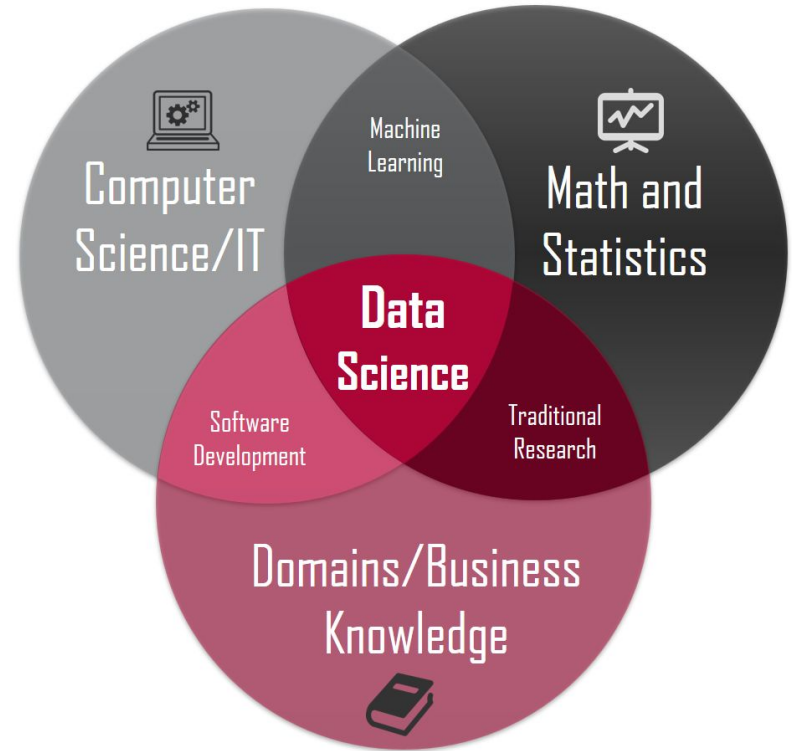 Machine
Learning
Computer
Science/IT
Math and
Statistics
Data
Science
Software
Development
Traditional
Research
Domains/Business
Knowledge